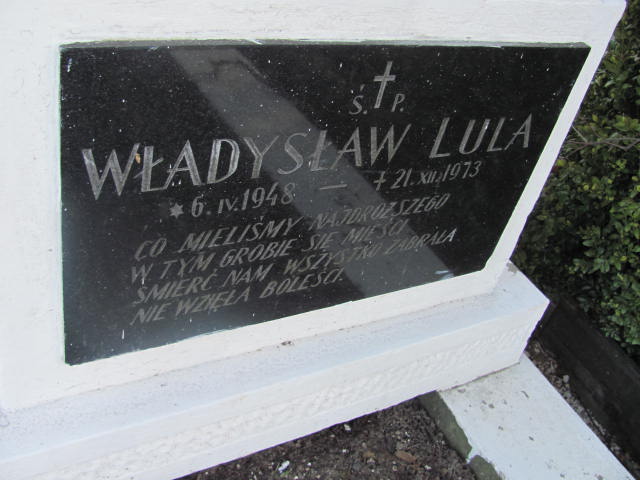 Ś. P.
WŁADYSŁAW LULA
* 6.IV.1948 — + 21.XII.1973
CO MIELIŚMY NAJDROŻSZEGO
W TYM GROBIE SIĘ MIEŚCI
ŚMIERĆ NAM WSZYSTKO ZABRAŁA
NIE WZIĘŁA BOLEŚCI